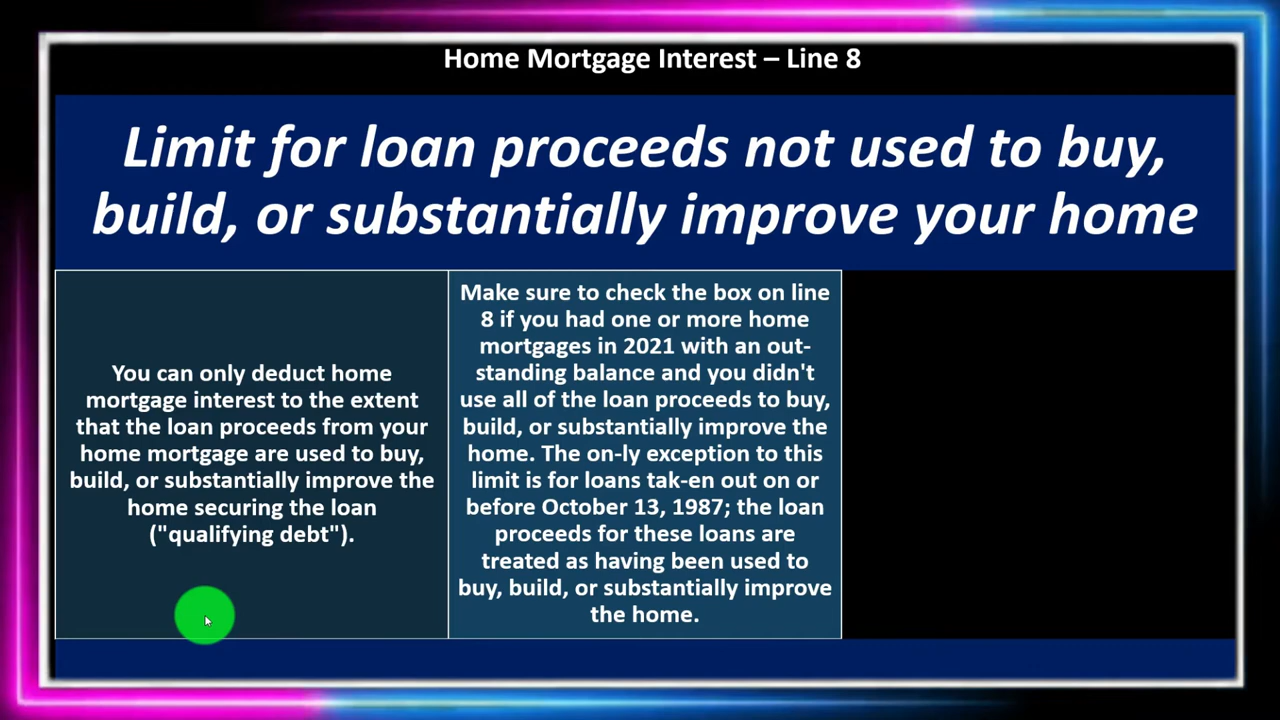 Home Mortgage Interest – Line 8
Limit for loan proceeds not used to buy,
build, or substantially improve your home
You can only deduct home
mortgage interest to the extent
that the loan proceeds from your
home mortgage are used to buy,
build, or substantially improve the
home securing the loan
("qualifying debt").
Make sure to check the box on line
8 if you had one or more home
mortgages in 2021 with an out-
standing balance and you didn't
use all of the loan proceeds to buy,
build, or substantially improve the
home. The on-ly exception to this
limit is for loans tak-en out on or
before October 13, 1987; the loan
proceeds for these loans are
treated as having been used to
buy, build, or substantially improve
the home.